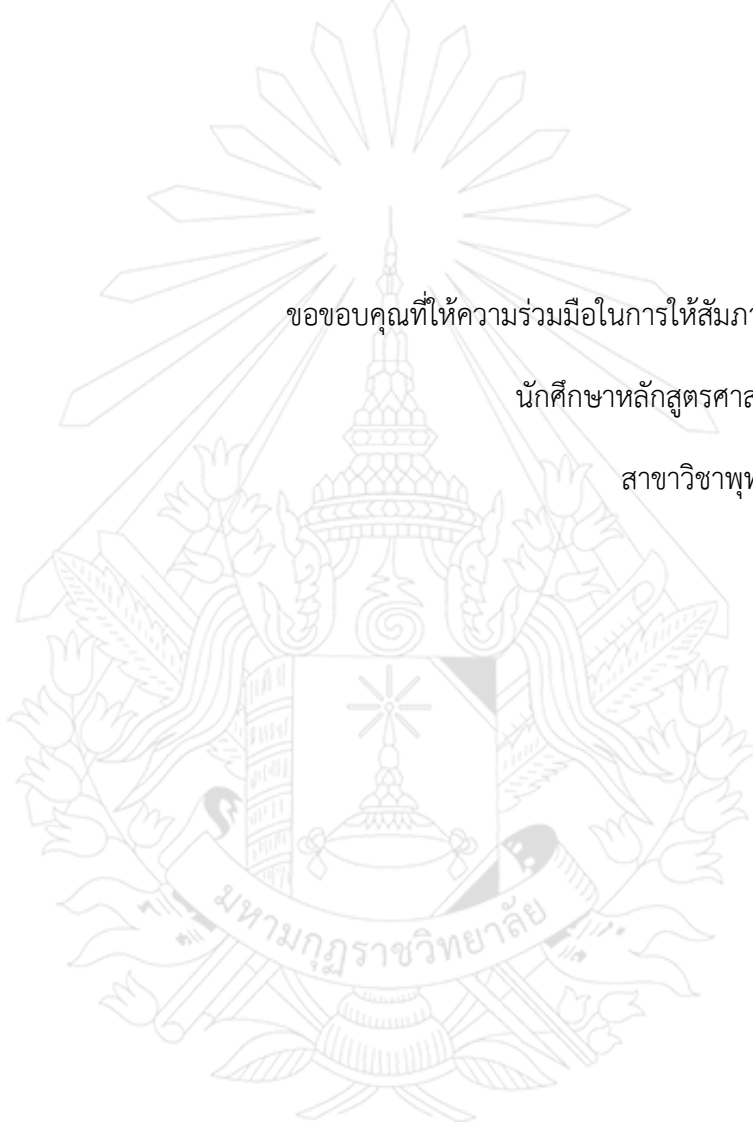 ขอขอบคุณที่ให้ความร่วมมือในการให้สัมภา
นักศึกษาหลักสูตรศาส
สาขาวิชาพุท
มหามกุฏราชวิทยาลัย